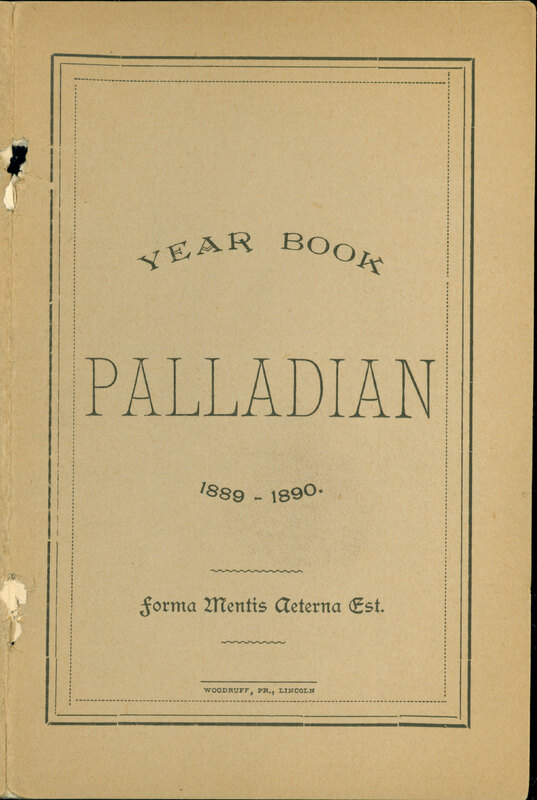 YEAR BOOK
PALLADIAN
1889 - 1890.
Forma Mentis Aeterna Est.
WOODRUFF, PR., LINCOLN